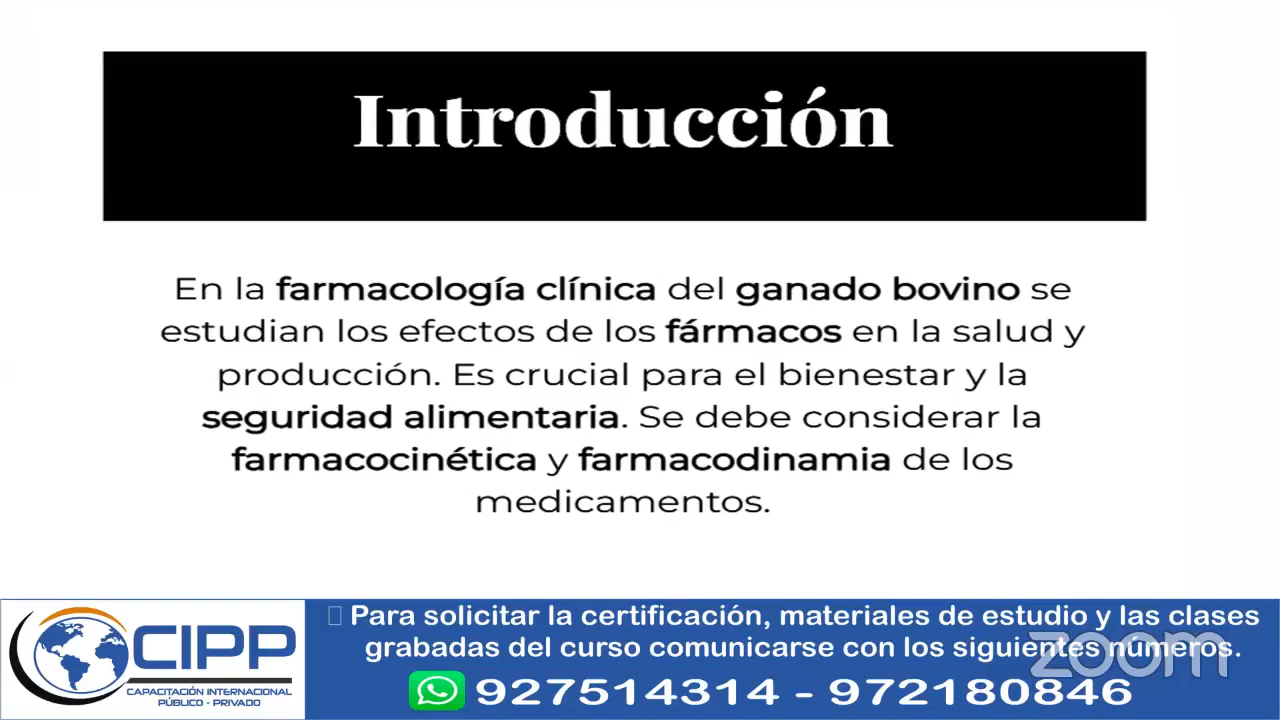 Introducción
En la farmacología clínica del ganado bovino se
estudian los efectos de los fármacos en la salud y
producción. Es crucial para el bienestar y la
seguridad alimentaria. Se debe considerar la
farmacocinética y farmacodinamia de los
medicamentos.
Para solicitar la certificación, materiales de estudio y las clases
grabadas del curso comunicarse con los siguientes números.
927514314 - 972180846
zoom
CIPP
CAPACITACIÓN INTERNACIONAL
PÚBLICO - PRIVADO